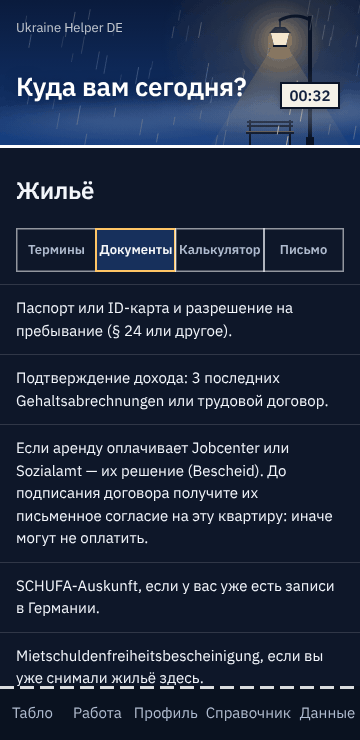 Ukraine Helper DE
Куда вам сегодня?
00:32
Жильё
Термины
Документы
Калькулятор
Письмо
Паспорт или ID-карта и разрешение на
пребывание (§ 24 или другое).
Подтверждение дохода: 3 последних
Gehaltsabrechnungen или трудовой договор.
Если аренду оплачивает Jobcenter или
Sozialamt — их решение (Bescheid). До
подписания договора получите их
письменное согласие на эту квартиру: иначе
могут не оплатить.
SCHUFA-Auskunft, если у вас уже есть записи
в Германии.
Mietschuldenfreiheitsbescheinigung, если вы
уже снимали жильё здесь.
Табло
Работа
Профиль
Справочник
Данные